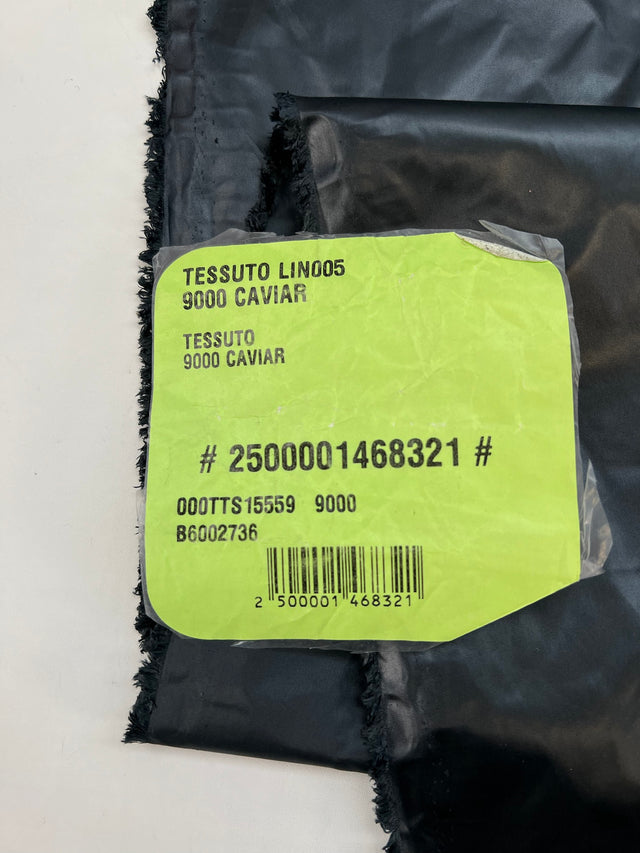 TESSUTO LIN005
9000 CAVIAR
TESSUTO
9000 CAVIAR
# 2500001468321 #
000TTS15559 9000
B6002736
2 500001 468321